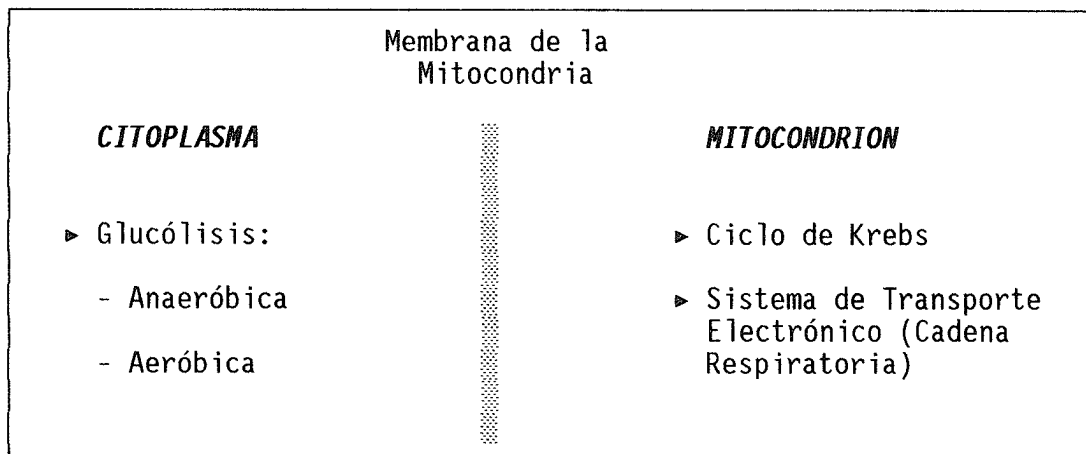 Membrana de la
Mitocondria
CITOPLASMA
MITOCONDRION
▸ Glucólisis:
- Anaeróbica
- Aeróbica
▸ Ciclo de Krebs
▸ Sistema de Transporte
Electrónico (Cadena
Respiratoria)